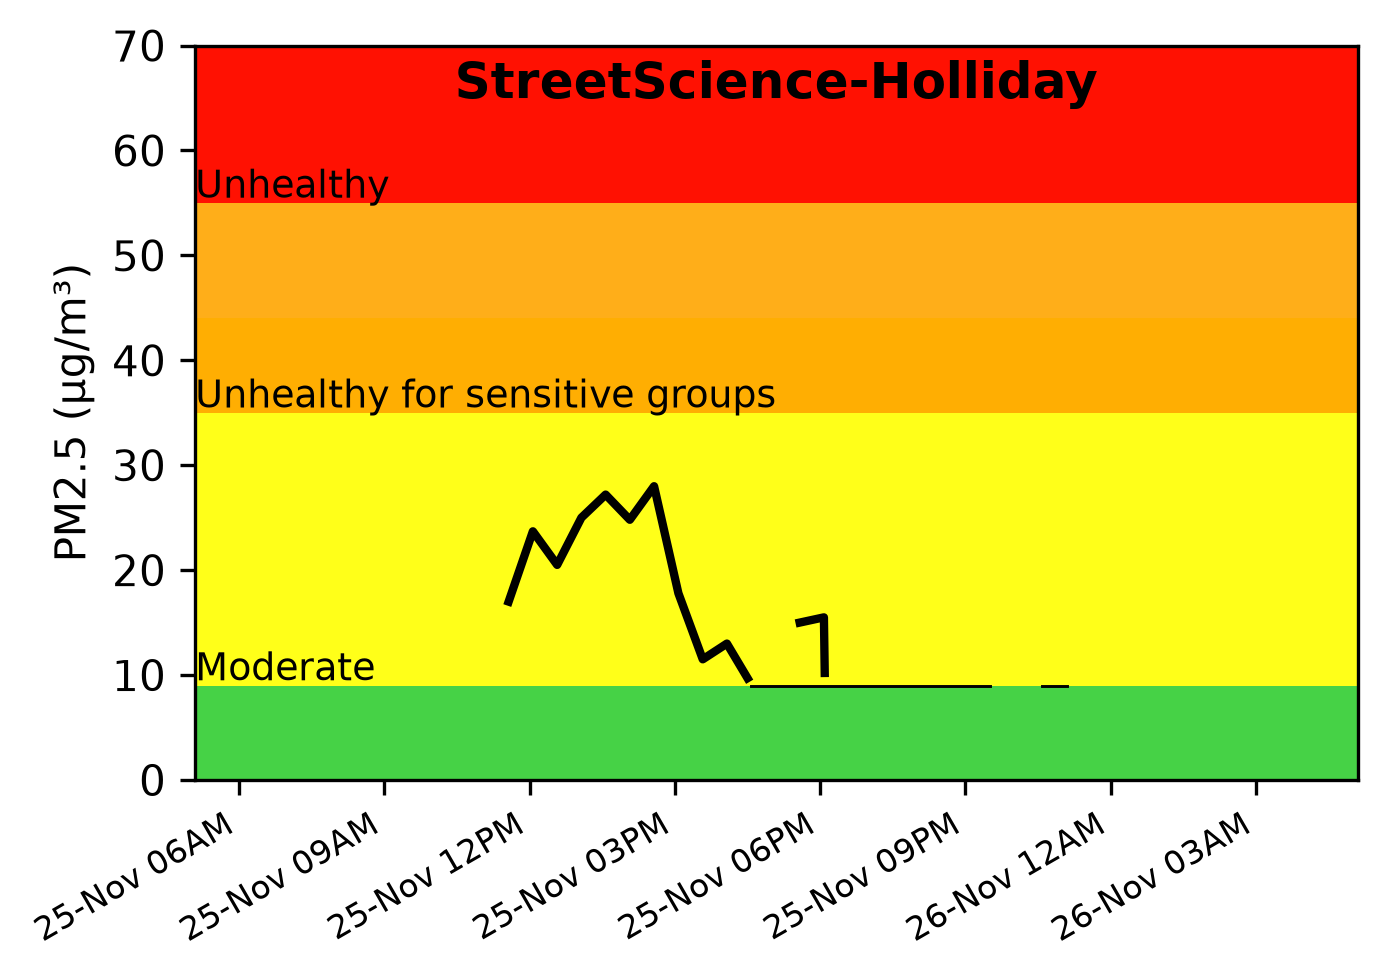 StreetScience-Holliday
70
60
50
40
30
20
10
0
PM2.5 (µg/m³)
Unhealthy
Unhealthy for sensitive groups
Moderate
25-Nov 06AM
25-Nov 09AM
25-Nov 12PM
25-Nov 03PM
25-Nov 06PM
25-Nov 09PM
26-Nov 12AM
26-Nov 03AM